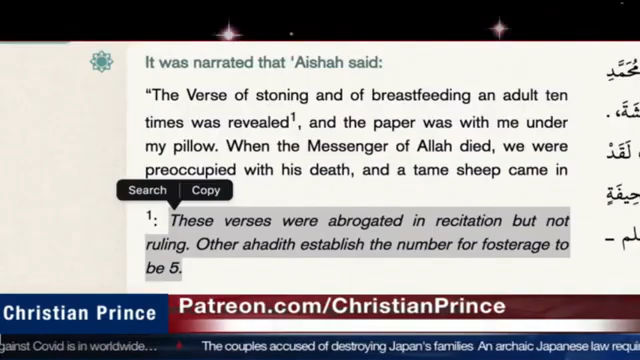 It was narrated that 'Aishah said:
"The Verse of stoning and of breastfeeding an adult ten
times was revealed¹, and the paper was with me under
my pillow. When the Messenger of Allah died, we were
preoccupied with his death, and a tame sheep came in
Search Copy
¹: These verses were abrogated in recitation but not
ruling. Other ahadith establish the number for fosterage to
be 5.
مُحَمَّدِ
لَقَدْ
Christian Prince
Patreon.com/ChristianPrince
against Covid is in worldwide...
The couples accused of destroying Japan's families An archaic Japanese law requi